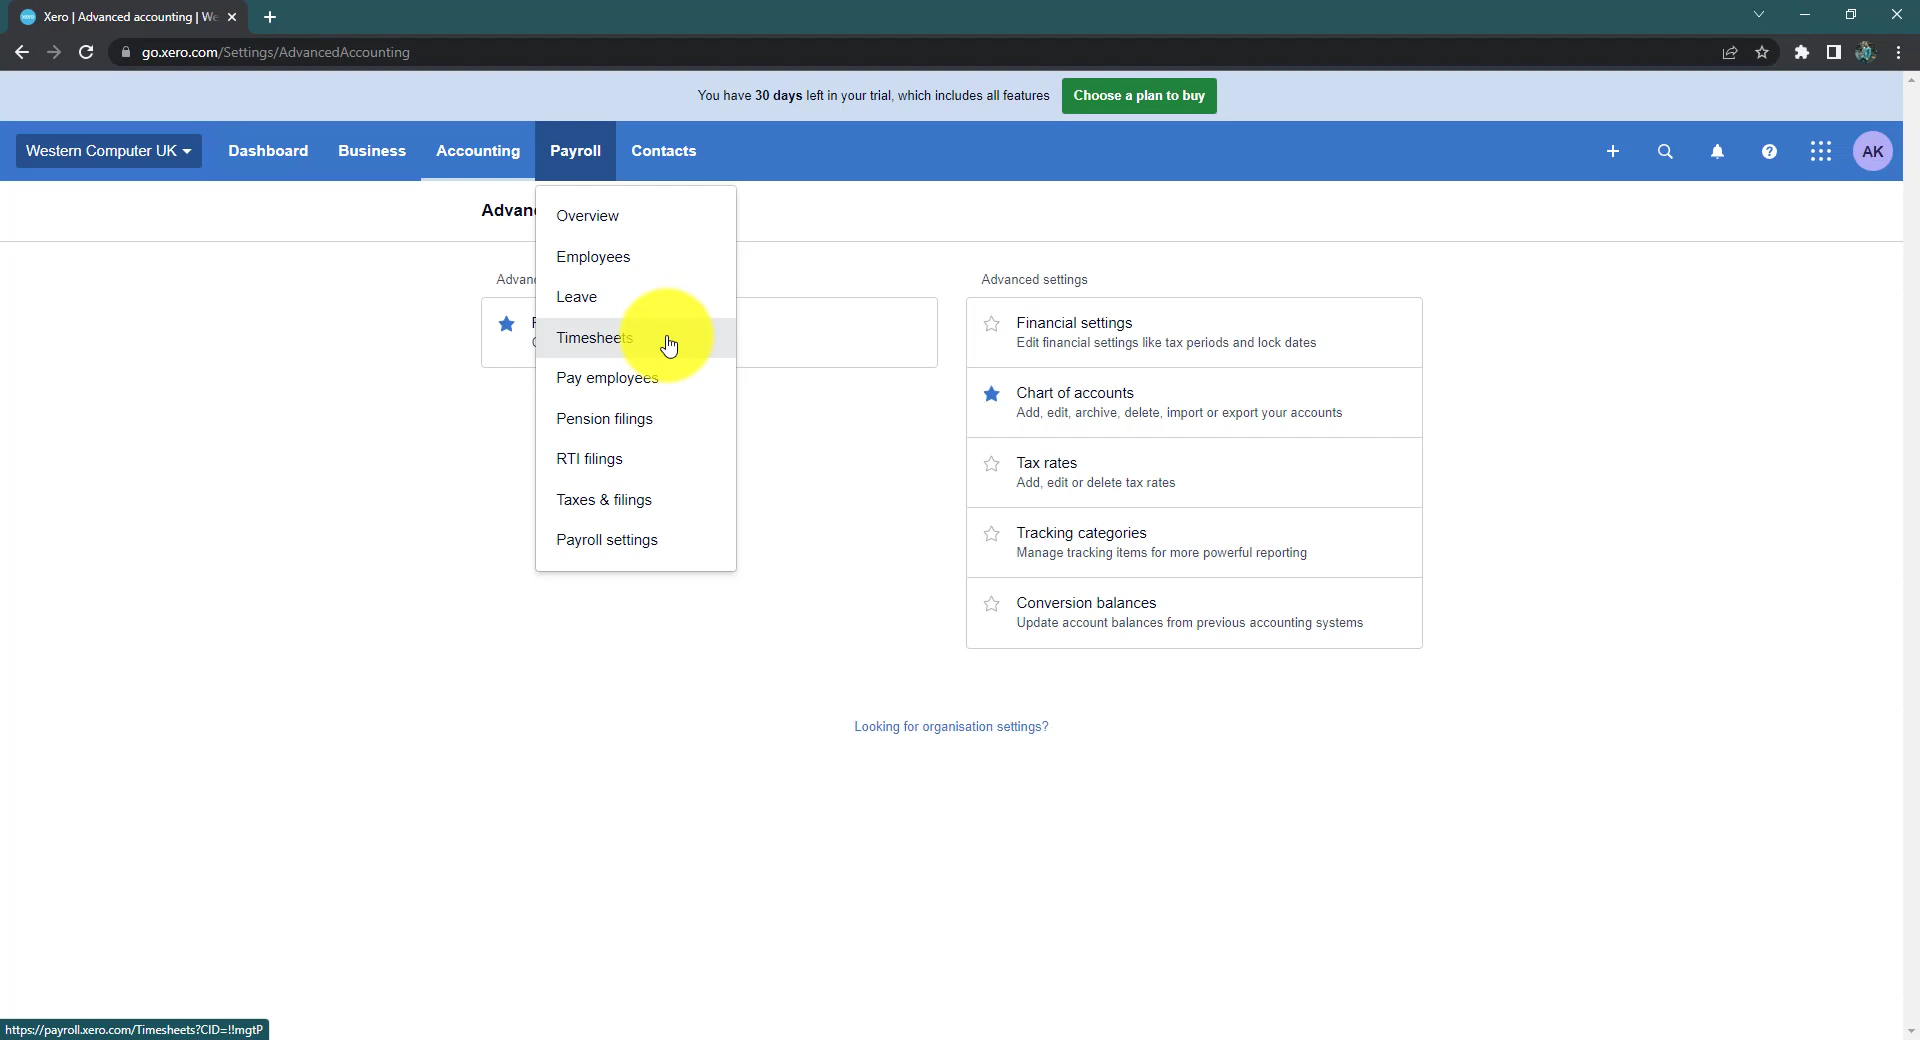 Xero | Advanced accounting | We
go.xero.com/Settings/AdvancedAccounting
You have 30 days left in your trial, which includes all features
Choose a plan to buy
Western Computer UK
Dashboard
Business
Accounting
Payroll
Contacts
AK
Advan
Overview
Employees
Leave
Timesheets
Pay employees
Pension filings
RTI filings
Taxes & filings
Payroll settings
Advan
Advanced settings
Financial settings
Edit financial settings like tax periods and lock dates
Chart of accounts
Add, edit, archive, delete, import or export your accounts
Tax rates
Add, edit or delete tax rates
Tracking categories
Manage tracking items for more powerful reporting
Conversion balances
Update account balances from previous accounting systems
Looking for organisation settings?
https://payroll.xero.com/Timesheets?CID=!!mgtP